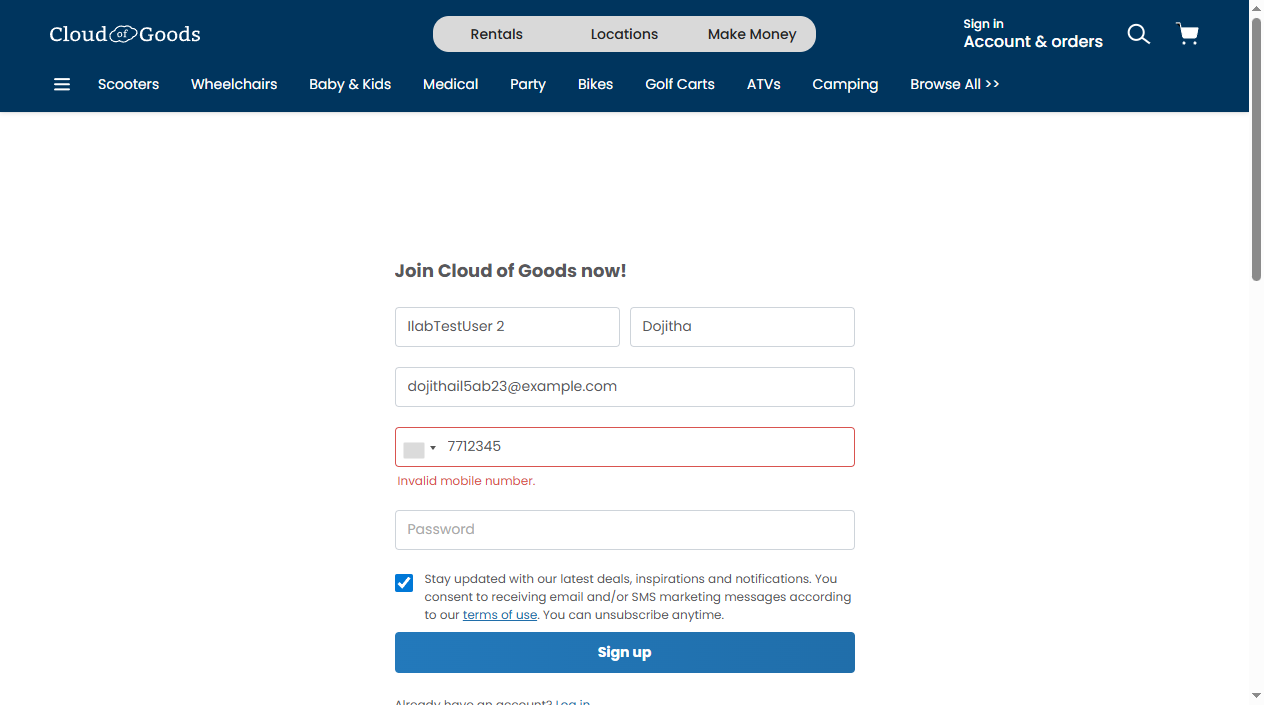 Cloud of Goods
Rentals Locations Make Money
Sign in
Account & orders
Scooters Wheelchairs Baby & Kids Medical Party Bikes Golf Carts ATVs Camping Browse All >>
Join Cloud of Goods now!
IlabTestUser 2 Dojitha
dojithail5ab23@example.com
7712345
Invalid mobile number.
Password
Stay updated with our latest deals, inspirations and notifications. You
consent to receiving email and/or SMS marketing messages according
to our terms of use. You can unsubscribe anytime.
Sign up
Already have an account? Log in